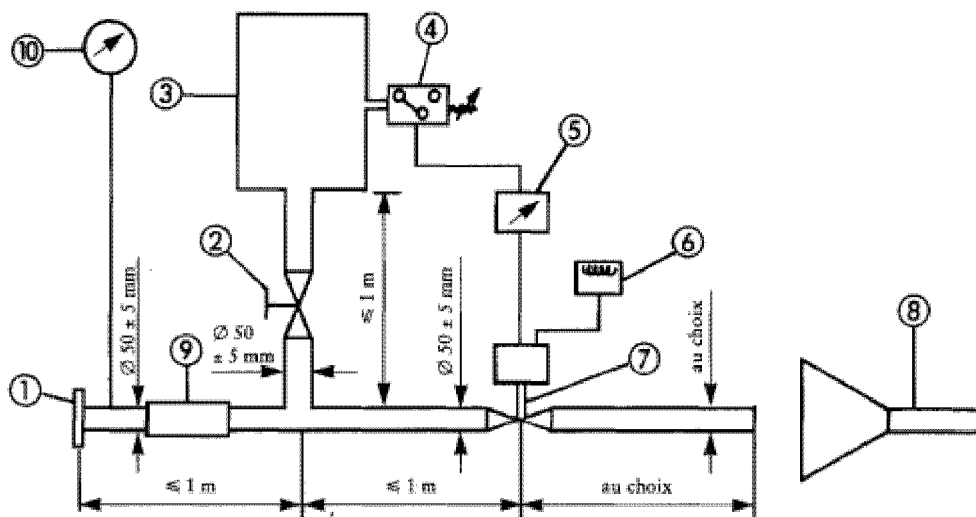 10
3
4
5
2
6
≤ 1 m
Ø 50 ± 5 mm
Ø 50
± 5 mm
Ø 50 ± 5 mm
au choix
8
9
7
1
≤ 1 m
≤ 1 m
au choix